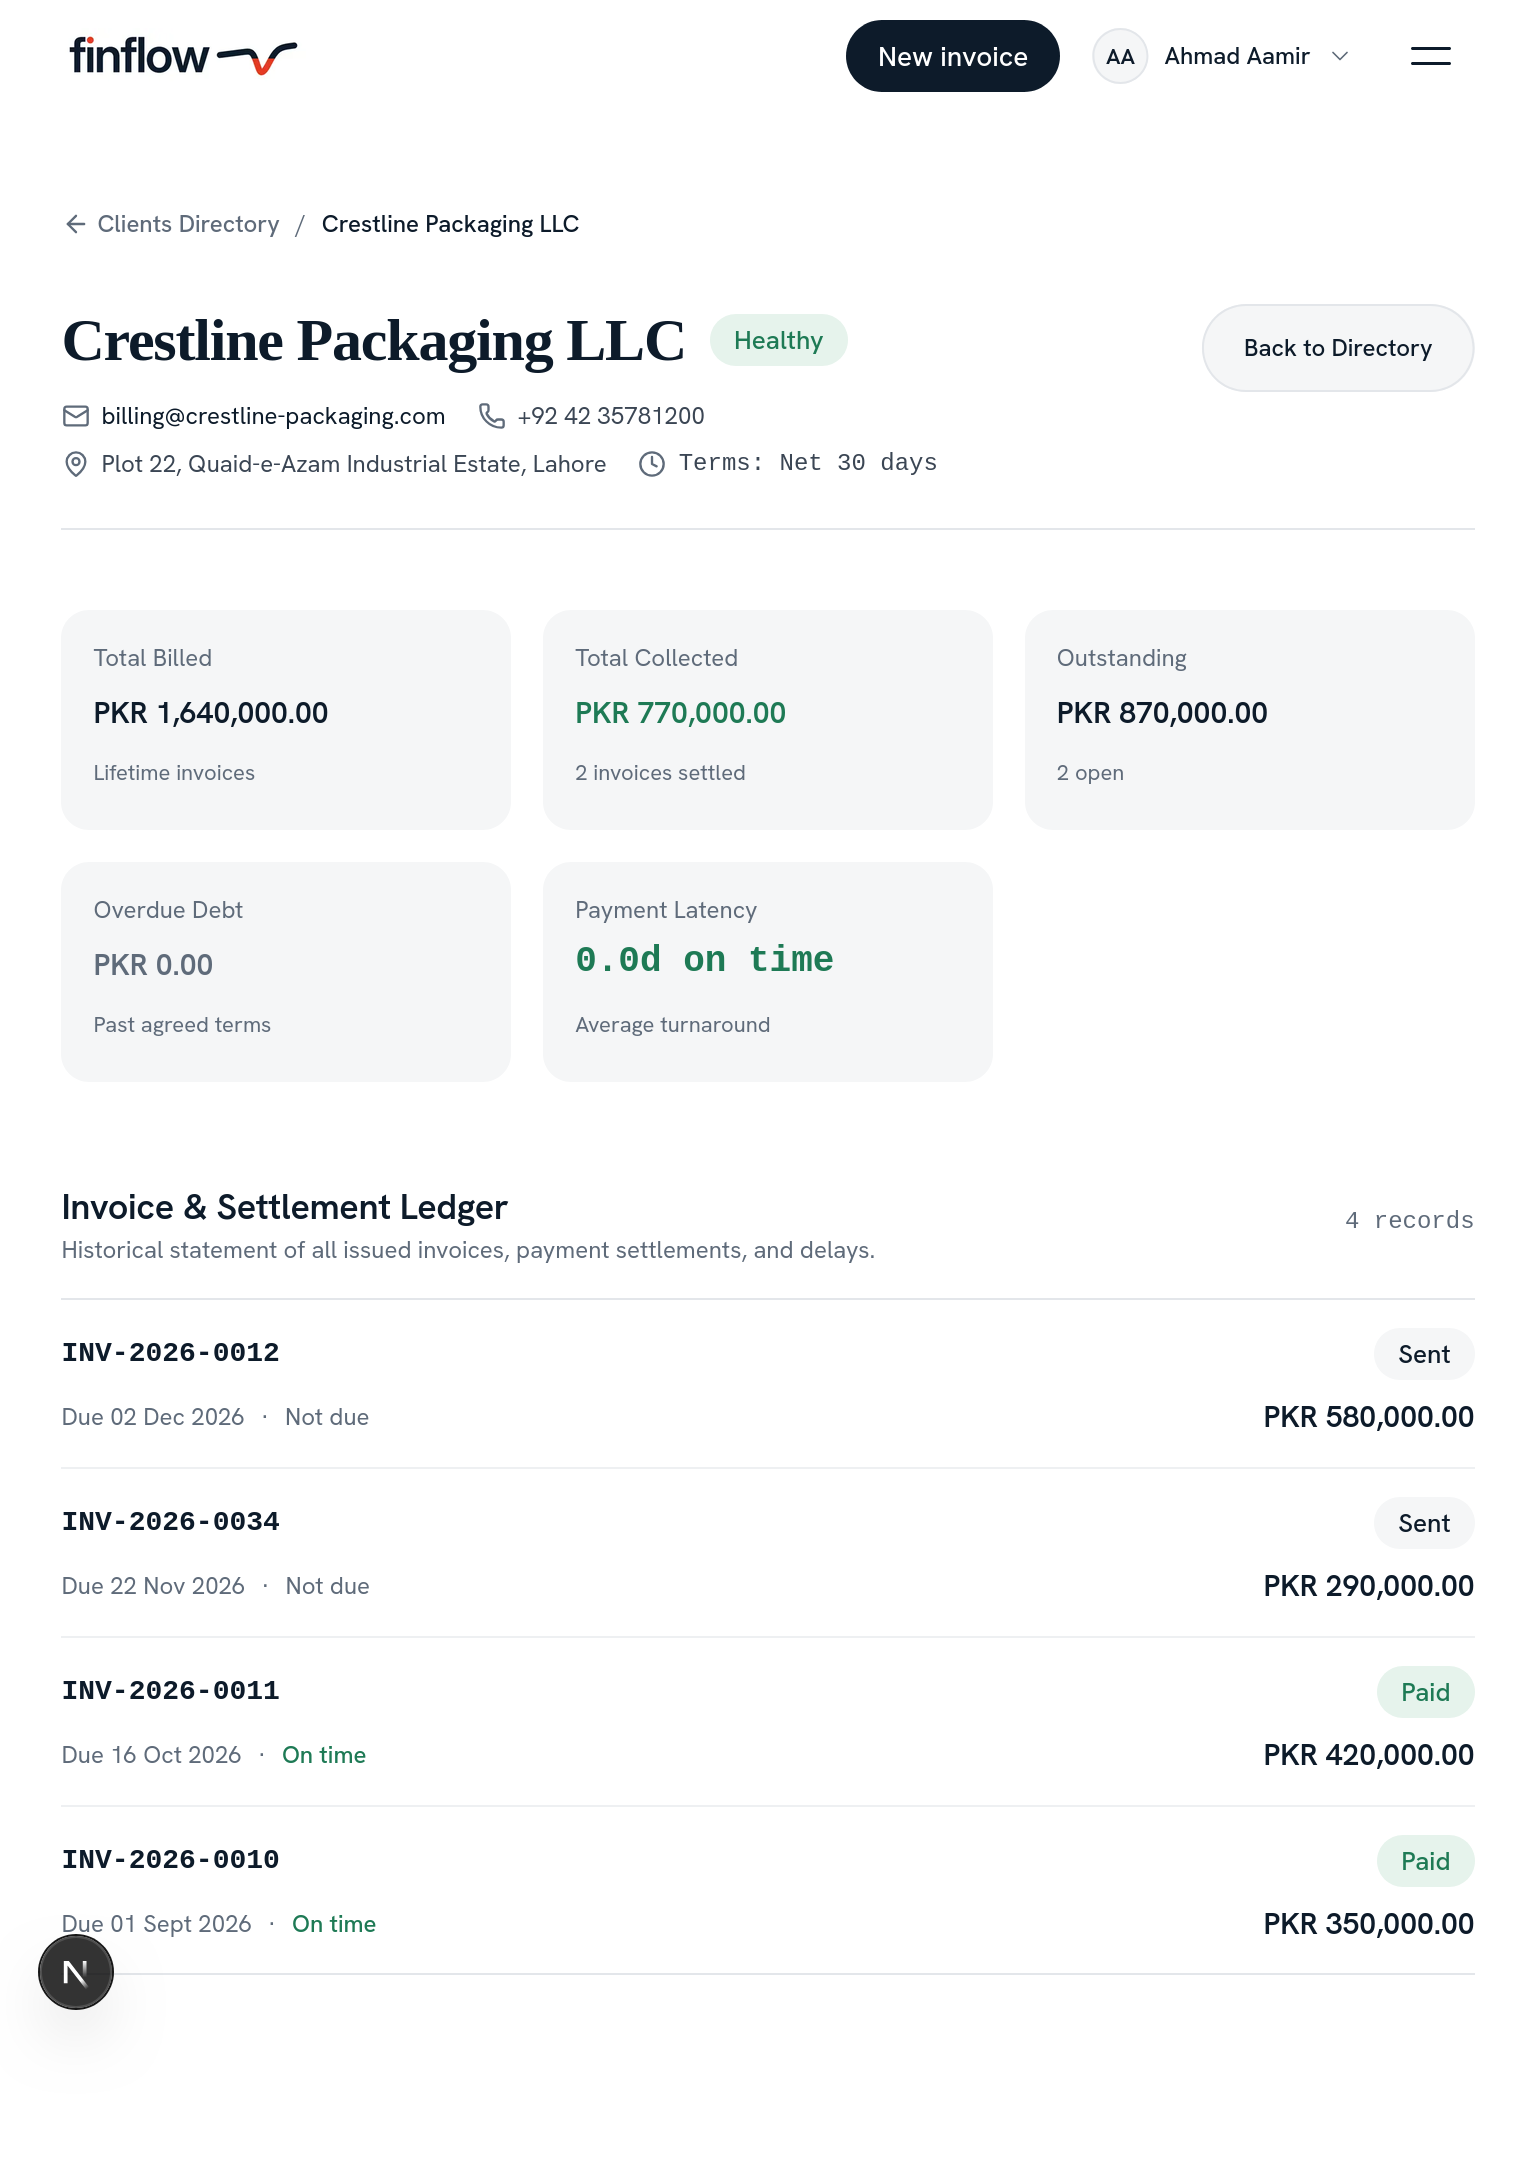 finflow
New invoice
AA
Ahmad Aamir
Clients Directory / Crestline Packaging LLC
Crestline Packaging LLC
Healthy
Back to Directory
billing@crestline-packaging.com
+92 42 35781200
Plot 22, Quaid-e-Azam Industrial Estate, Lahore
Terms: Net 30 days
Total Billed
PKR 1,640,000.00
Lifetime invoices
Total Collected
PKR 770,000.00
2 invoices settled
Outstanding
PKR 870,000.00
2 open
Overdue Debt
PKR 0.00
Past agreed terms
Payment Latency
0.0d on time
Average turnaround
Invoice & Settlement Ledger
Historical statement of all issued invoices, payment settlements, and delays.
4 records
INV-2026-0012
Sent
Due 02 Dec 2026 · Not due
PKR 580,000.00
INV-2026-0034
Sent
Due 22 Nov 2026 · Not due
PKR 290,000.00
INV-2026-0011
Paid
Due 16 Oct 2026 · On time
PKR 420,000.00
INV-2026-0010
Paid
Due 01 Sept 2026 · On time
PKR 350,000.00
N